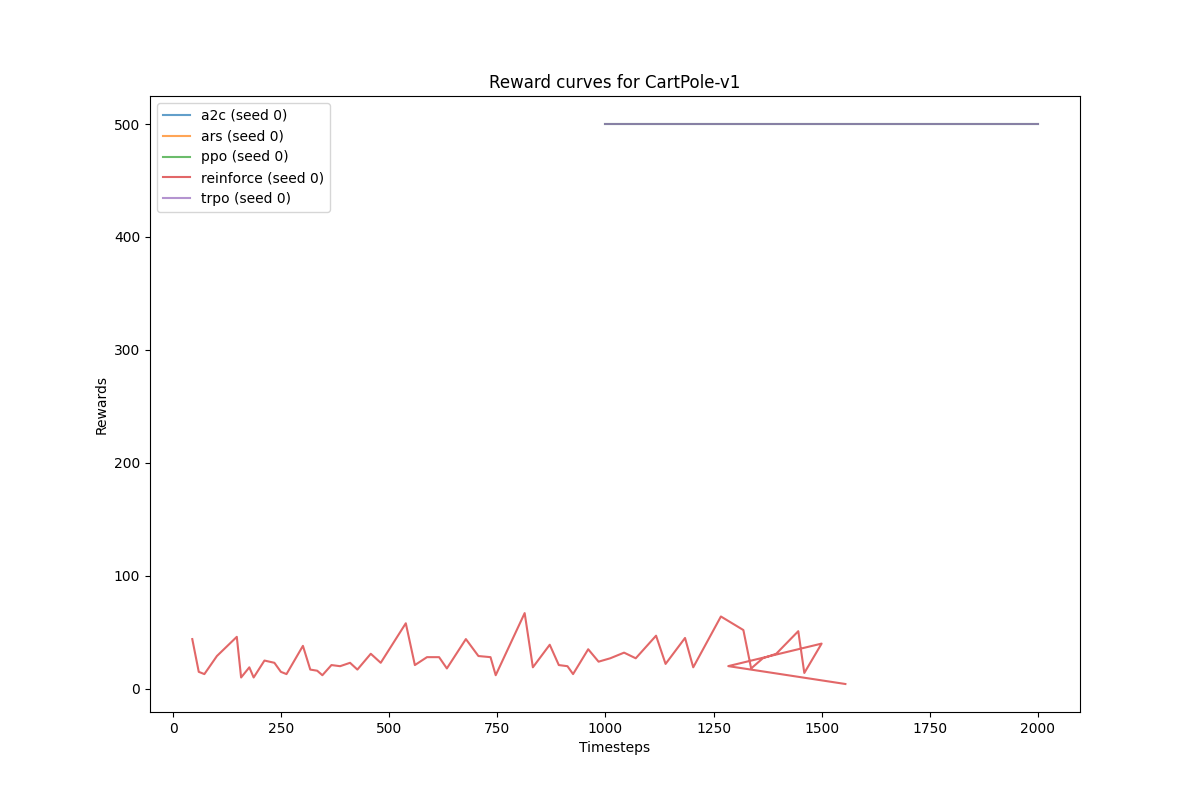 Reward curves for CartPole-v1
a2c (seed 0)
ars (seed 0)
ppo (seed 0)
reinforce (seed 0)
trpo (seed 0)
500
400
300
200
100
0
Rewards
0 250 500 750 1000 1250 1500 1750 2000
Timesteps